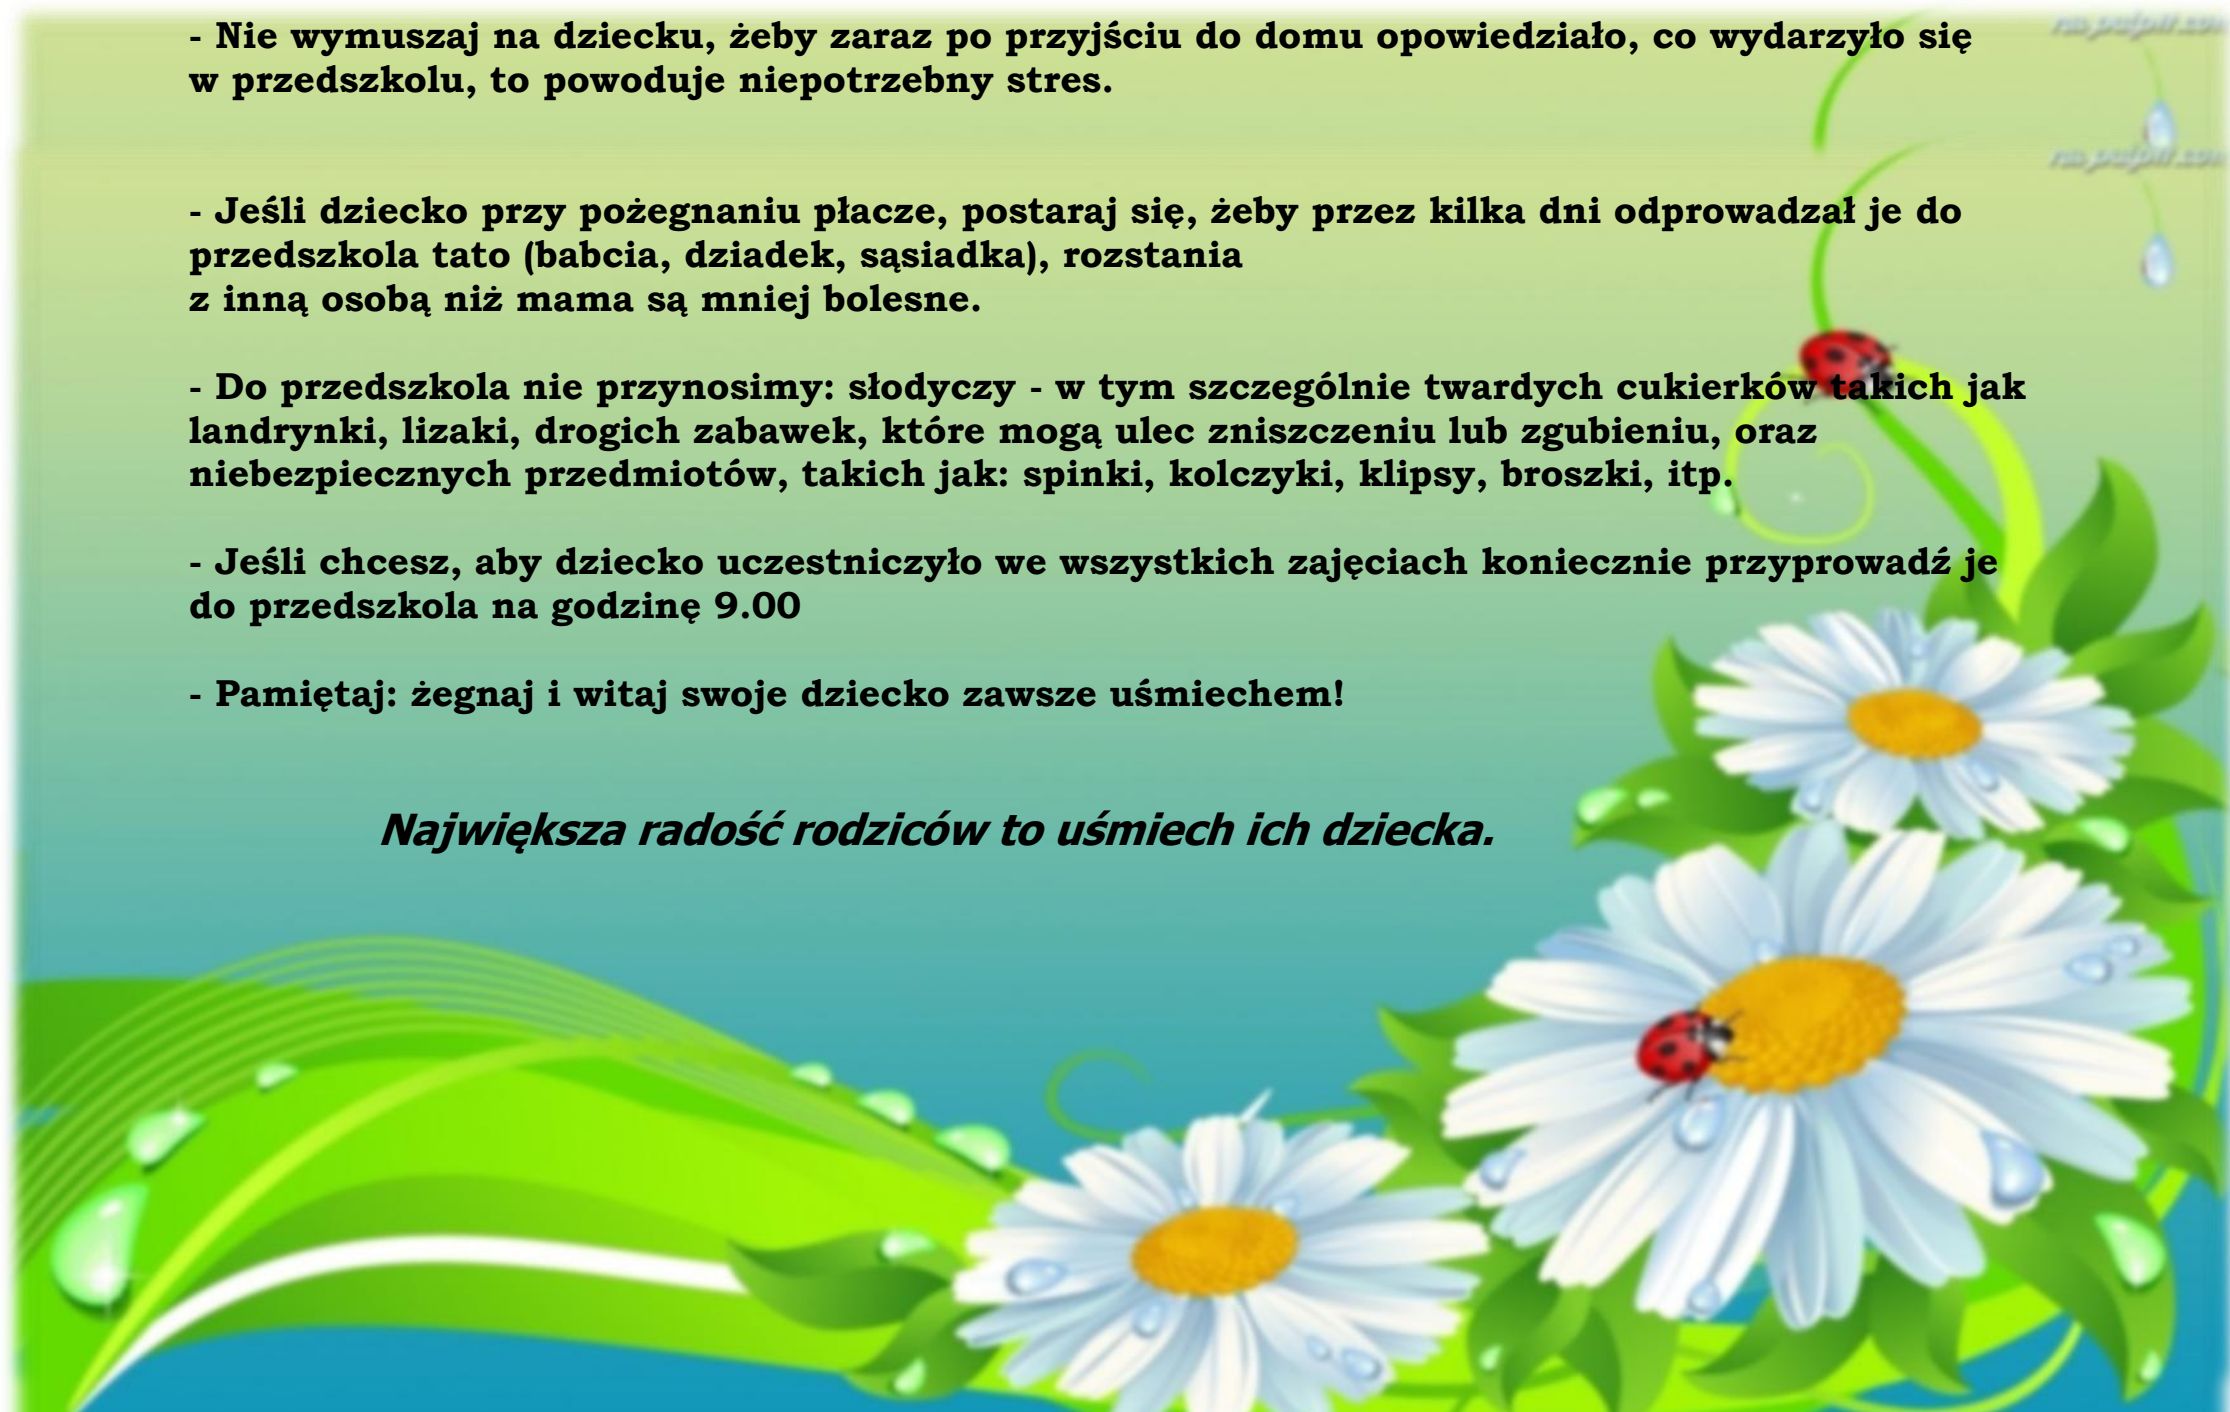 - Nie wymuszaj na dziecku, żeby zaraz po przyjściu do domu opowiedziało, co wydarzyło się
w przedszkolu, to powoduje niepotrzebny stres.
- Jeśli dziecko przy pożegnaniu płacze, postaraj się, żeby przez kilka dni odprowadzał je do
przedszkola tato (babcia, dziadek, sąsiadka), rozstania
z inną osobą niż mama są mniej bolesne.
- Do przedszkola nie przynosimy: słodyczy - w tym szczególnie twardych cukierków takich jak
landrynki, lizaki, drogich zabawek, które mogą ulec zniszczeniu lub zgubieniu, oraz
niebezpiecznych przedmiotów, takich jak: spinki, kolczyki, klipsy, broszki, itp.
- Jeśli chcesz, aby dziecko uczestniczyło we wszystkich zajęciach koniecznie przyprowadź je
do przedszkola na godzinę 9.00
- Pamiętaj: żegnaj i witaj swoje dziecko zawsze uśmiechem!
Największa radość rodziców to uśmiech ich dziecka.